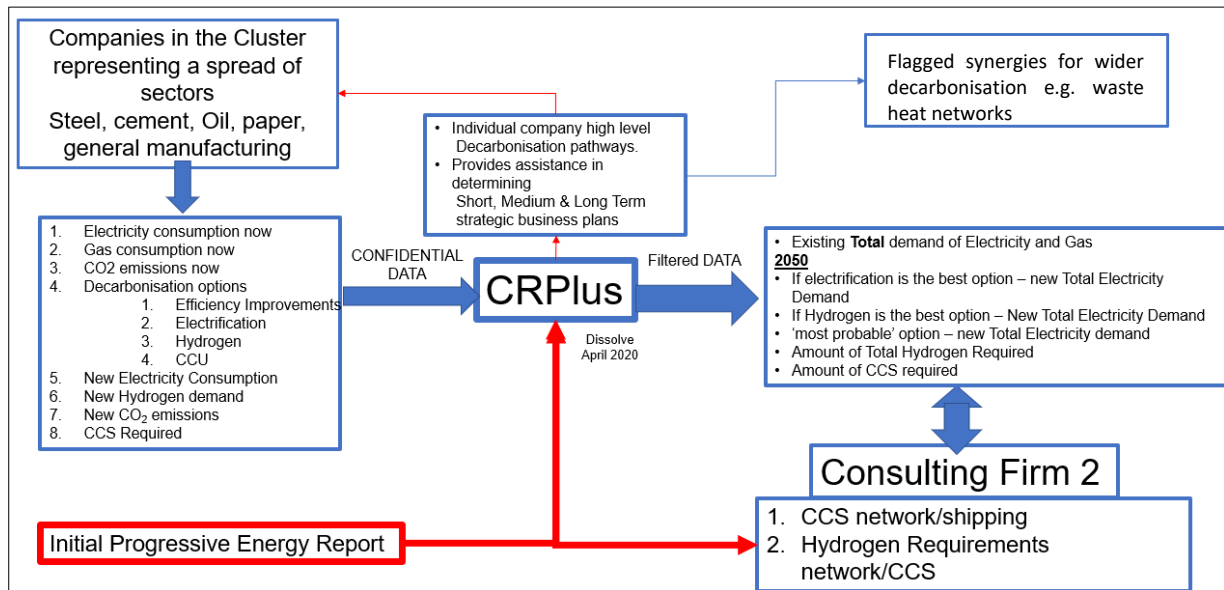 Companies in the Cluster
representing a spread of
sectors
Steel, cement, Oil, paper,
general manufacturing
Flagged synergies for wider
decarbonisation e.g. waste
heat networks
• Individual company high level
Decarbonisation pathways.
• Provides assistance in
determining
Short, Medium & Long Term
strategic business plans
1. Electricity consumption now
2. Gas consumption now
3. CO2 emissions now
4. Decarbonisation options
1. Efficiency Improvements
2. Electrification
3. Hydrogen
4. CCU
5. New Electricity Consumption
6. New Hydrogen demand
7. New CO₂ emissions
8. CCS Required
CONFIDENTIAL
DATA
CRPlus
Dissolve
April 2020
Filtered DATA
• Existing Total demand of Electricity and Gas
2050
• If electrification is the best option – new Total Electricity
Demand
• If Hydrogen is the best option – New Total Electricity Demand
• ‘most probable’ option – new Total Electricity demand
• Amount of Total Hydrogen Required
• Amount of CCS required
Consulting Firm 2
1. CCS network/shipping
2. Hydrogen Requirements
network/CCS
Initial Progressive Energy Report